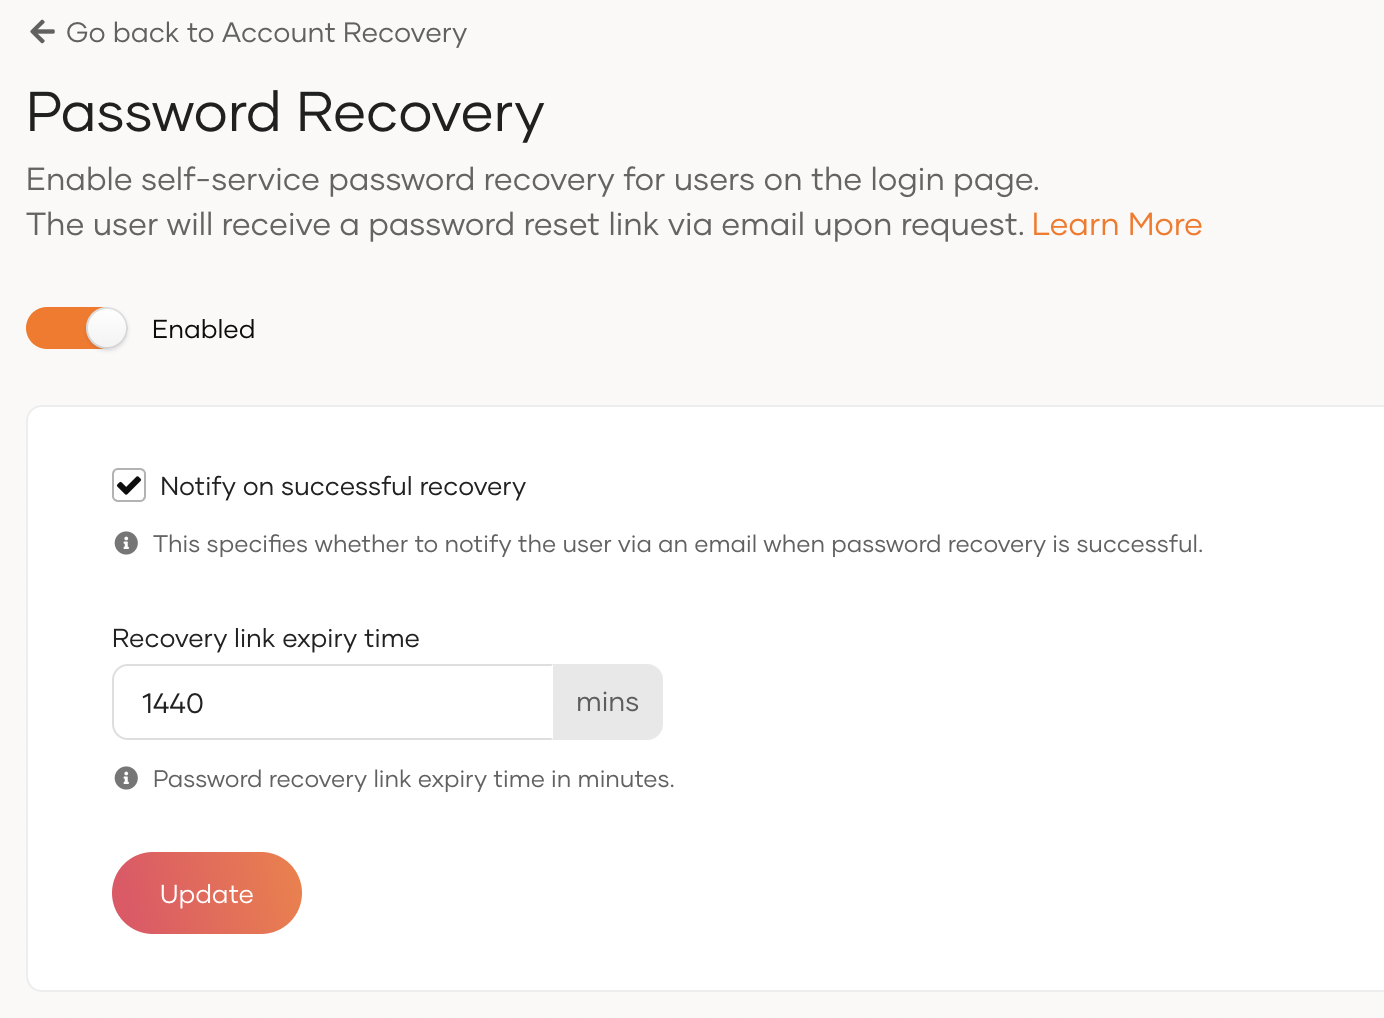 Go back to Account Recovery
Password Recovery
Enable self-service password recovery for users on the login page.
The user will receive a password reset link via email upon request. Learn More
Enabled
Notify on successful recovery
This specifies whether to notify the user via an email when password recovery is successful.
Recovery link expiry time
1440 mins
Password recovery link expiry time in minutes.
Update